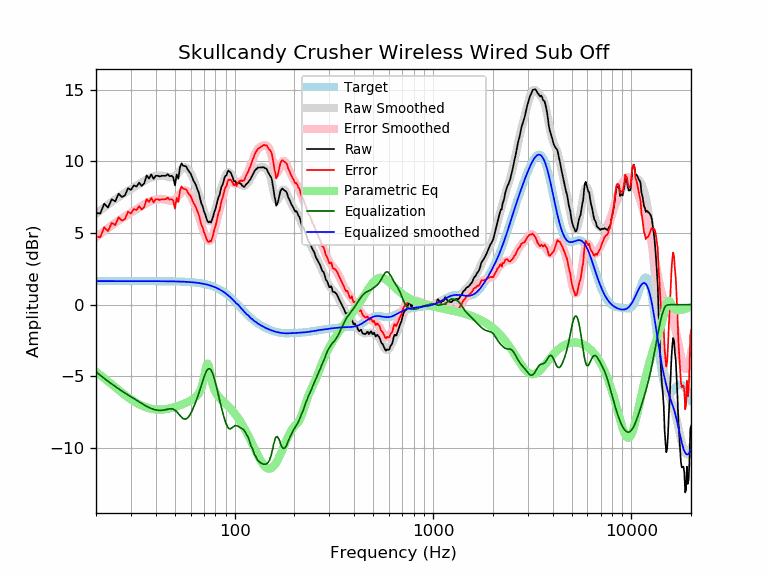 Skullcandy Crusher Wireless Wired Sub Off
15
10
5
0
−5
−10
Amplitude (dBr)
Target
Raw Smoothed
Error Smoothed
Raw
Error
Parametric Eq
Equalization
Equalized smoothed
100
1000
10000
Frequency (Hz)